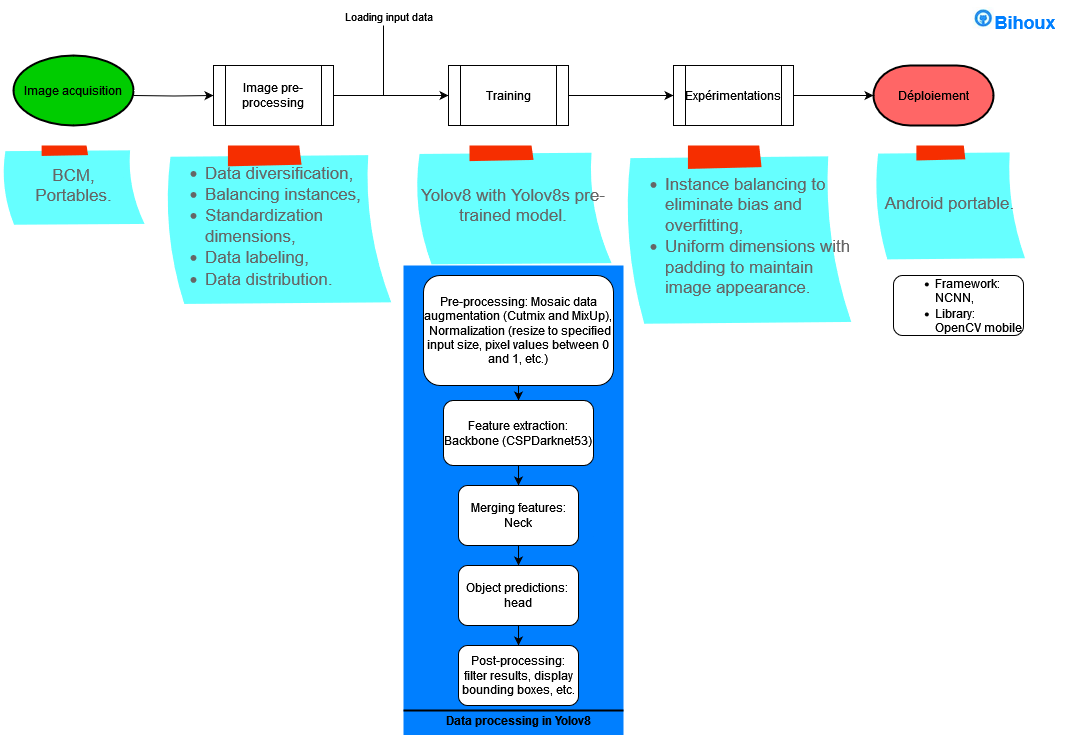 Loading input data
Bihoux
Image acquisition
Image pre-
processing
Training
Expérimentations
Déploiement
BCM,
Portables.
• Data diversification,
• Balancing instances,
• Standardization
dimensions,
• Data labeling,
• Data distribution.
Yolov8 with Yolov8s pre-
trained model.
• Instance balancing to
eliminate bias and
overfitting,
• Uniform dimensions with
padding to maintain
image appearance.
Android portable.
• Framework:
NCNN,
• Library:
OpenCV mobile
Pre-processing: Mosaic data
augmentation (Cutmix and MixUp),
Normalization (resize to specified
input size, pixel values between 0
and 1, etc.)
Feature extraction:
Backbone (CSPDarknet53)
Merging features:
Neck
Object predictions:
head
Post-processing:
filter results, display
bounding boxes, etc.
Data processing in Yolov8